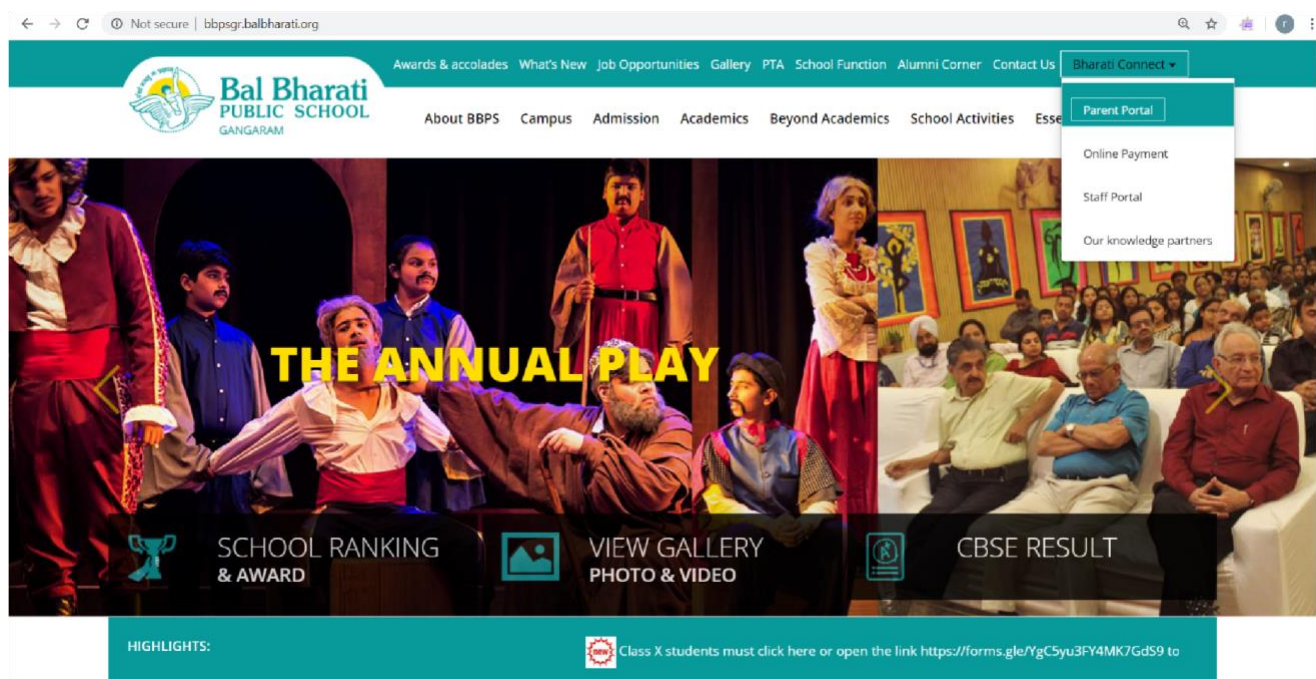 Not secure | bbpsgr.balbharati.org
Awards & accolades What's New Job Opportunities Gallery PTA School Function Alumni Corner Contact Us Bharati Connect
Bal Bharati
PUBLIC SCHOOL
GANGARAM
About BBPS Campus Admission Academics Beyond Academics School Activities Esse
Parent Portal
Online Payment
Staff Portal
Our knowledge partners
THE ANNUAL PLAY
SCHOOL RANKING
& AWARD
VIEW GALLERY
PHOTO & VIDEO
CBSE RESULT
HIGHLIGHTS:
new Class X students must click here or open the link https://forms.gle/YgC5yu3FY4MK7GdS9 to